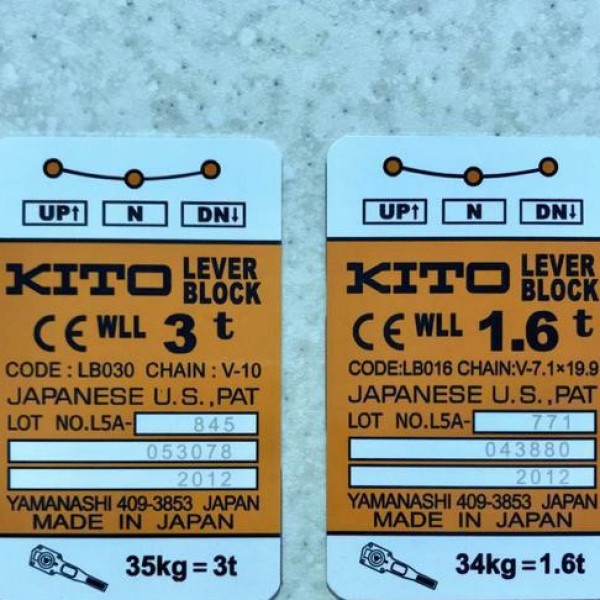 UP↑ N DN↓
KITO LEVER BLOCK
CE WLL 3 t
CODE : LB030 CHAIN : V-10
JAPANESE U.S.,PAT
LOT NO.L5A- 845
053078
2012
YAMANASHI 409-3853 JAPAN
MADE IN JAPAN
35kg=3t
UP↑ N DN↓
KITO LEVER BLOCK
CE WLL 1.6 t
CODE:LB016 CHAIN:V-7.1×19.9
JAPANESE U.S.,PAT
LOT NO.L5A- 771
043880
2012
YAMANASHI 409-3853 JAPAN
MADE IN JAPAN
34kg=1.6t